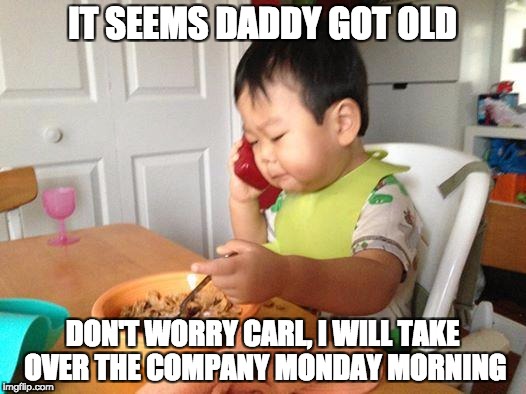 IT SEEMS DADDY GOT OLD
DON'T WORRY CARL, I WILL TAKE
OVER THE COMPANY MONDAY MORNING
imgflip.com